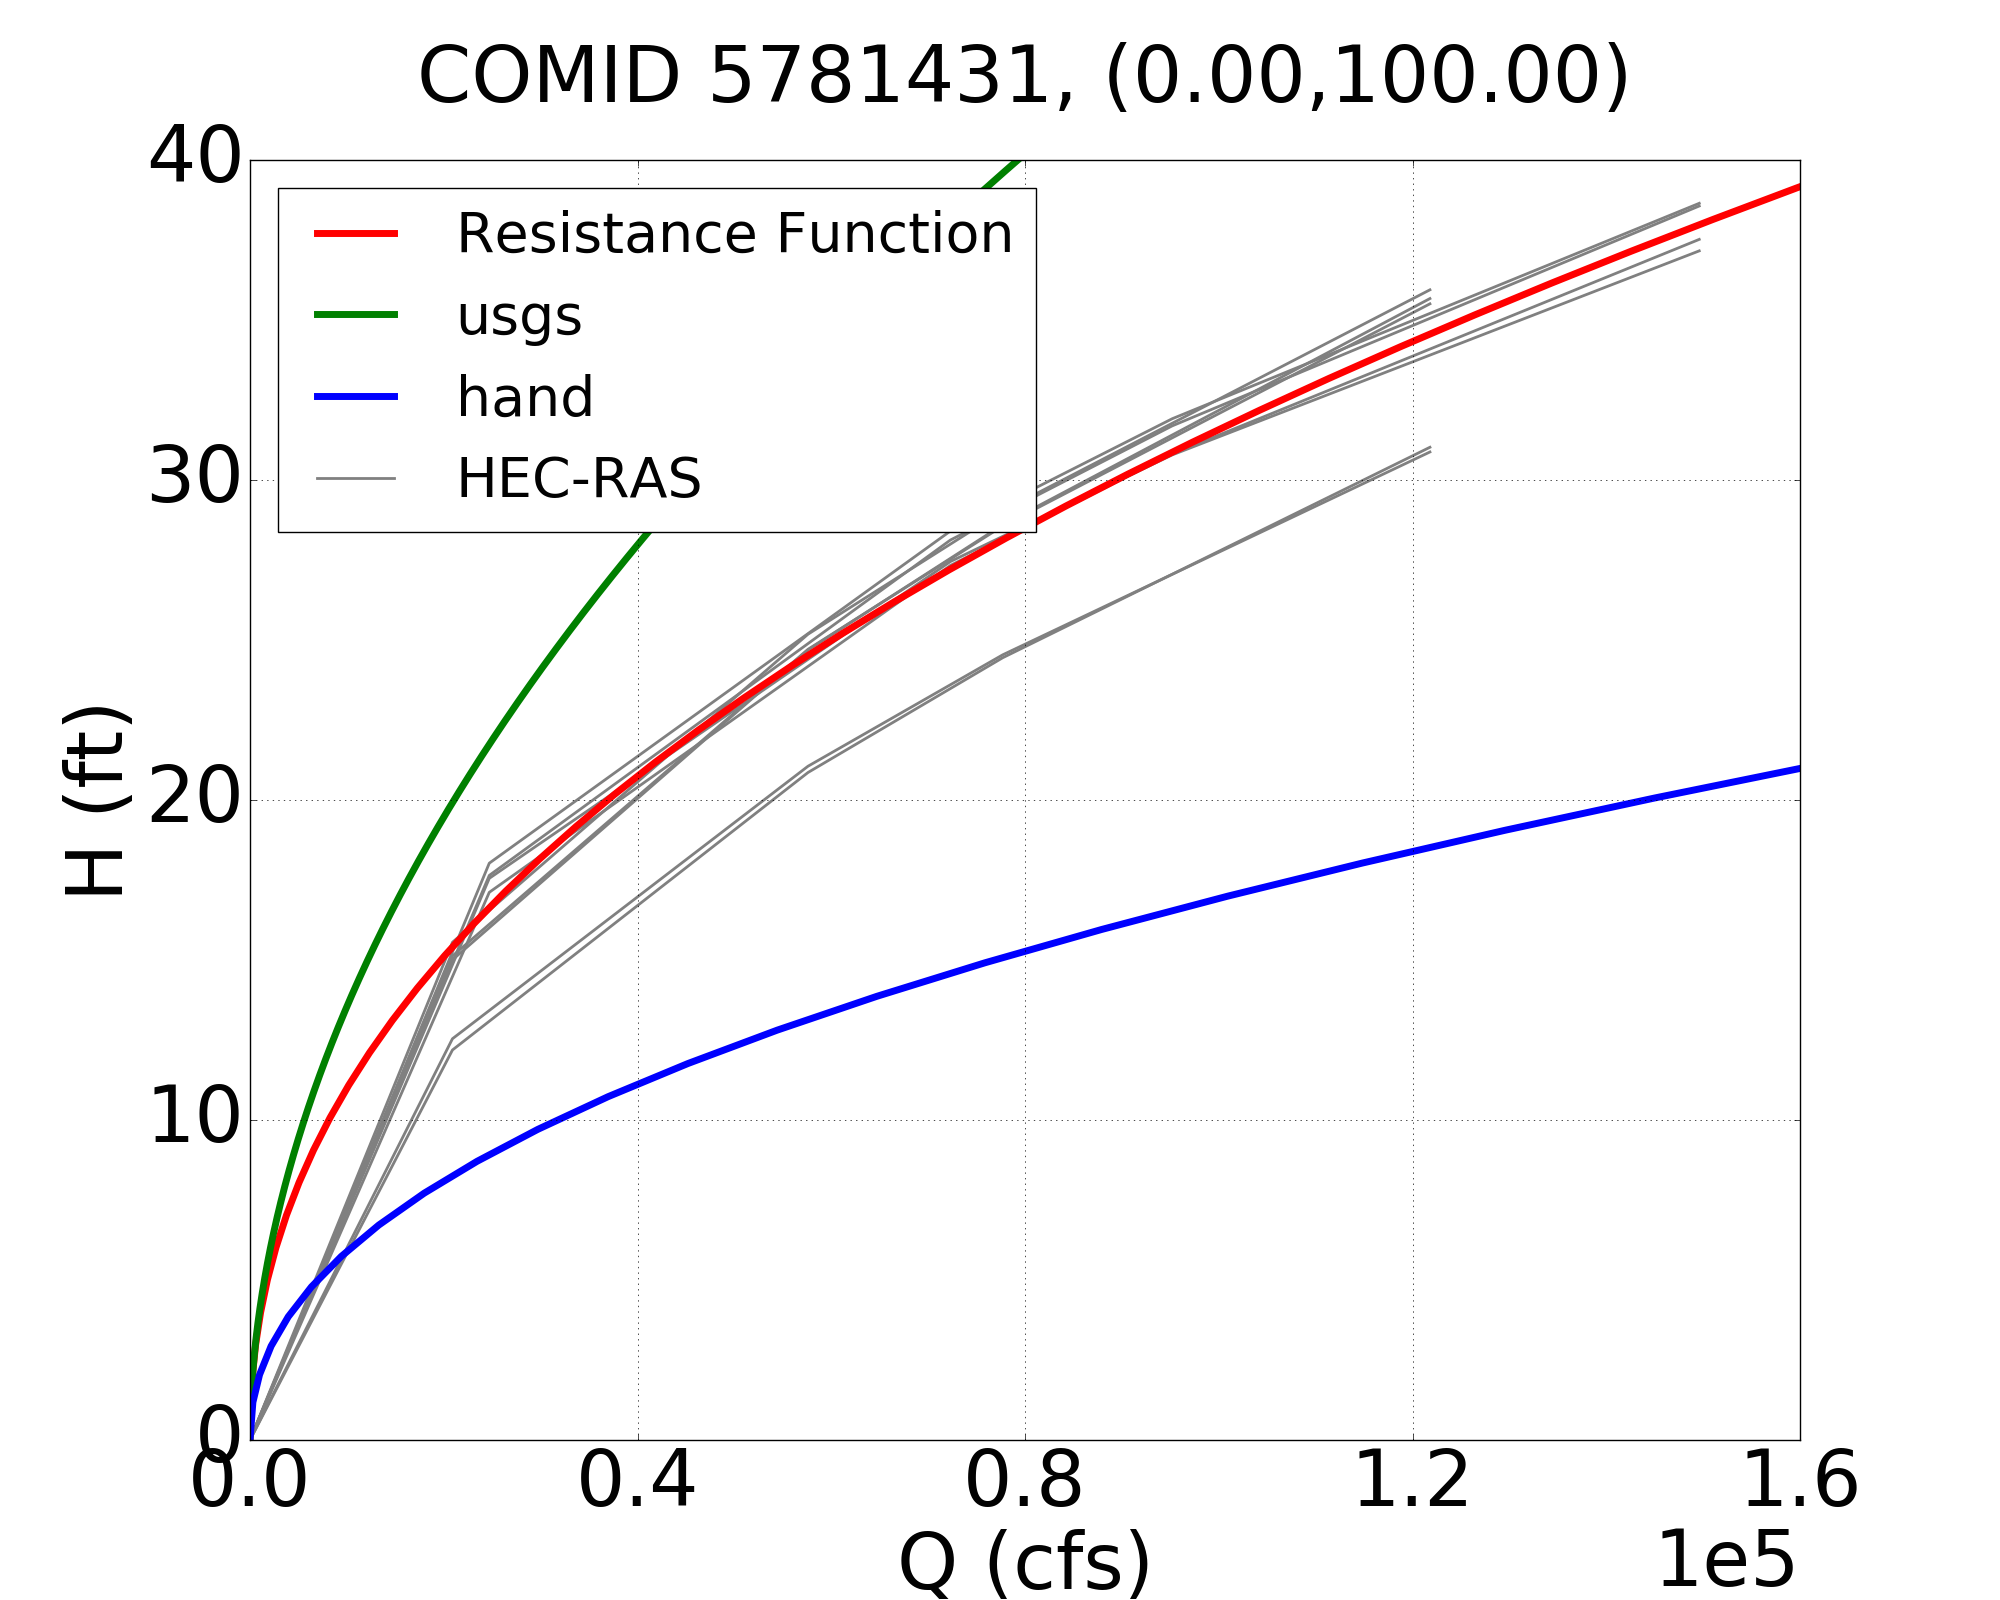 COMID 5781431, (0.00,100.00)
40
30
20
10
0
H (ft)
Resistance Function
usgs
hand
HEC-RAS
0.0 0.4 0.8 1.2 1.6
Q (cfs)
1e5